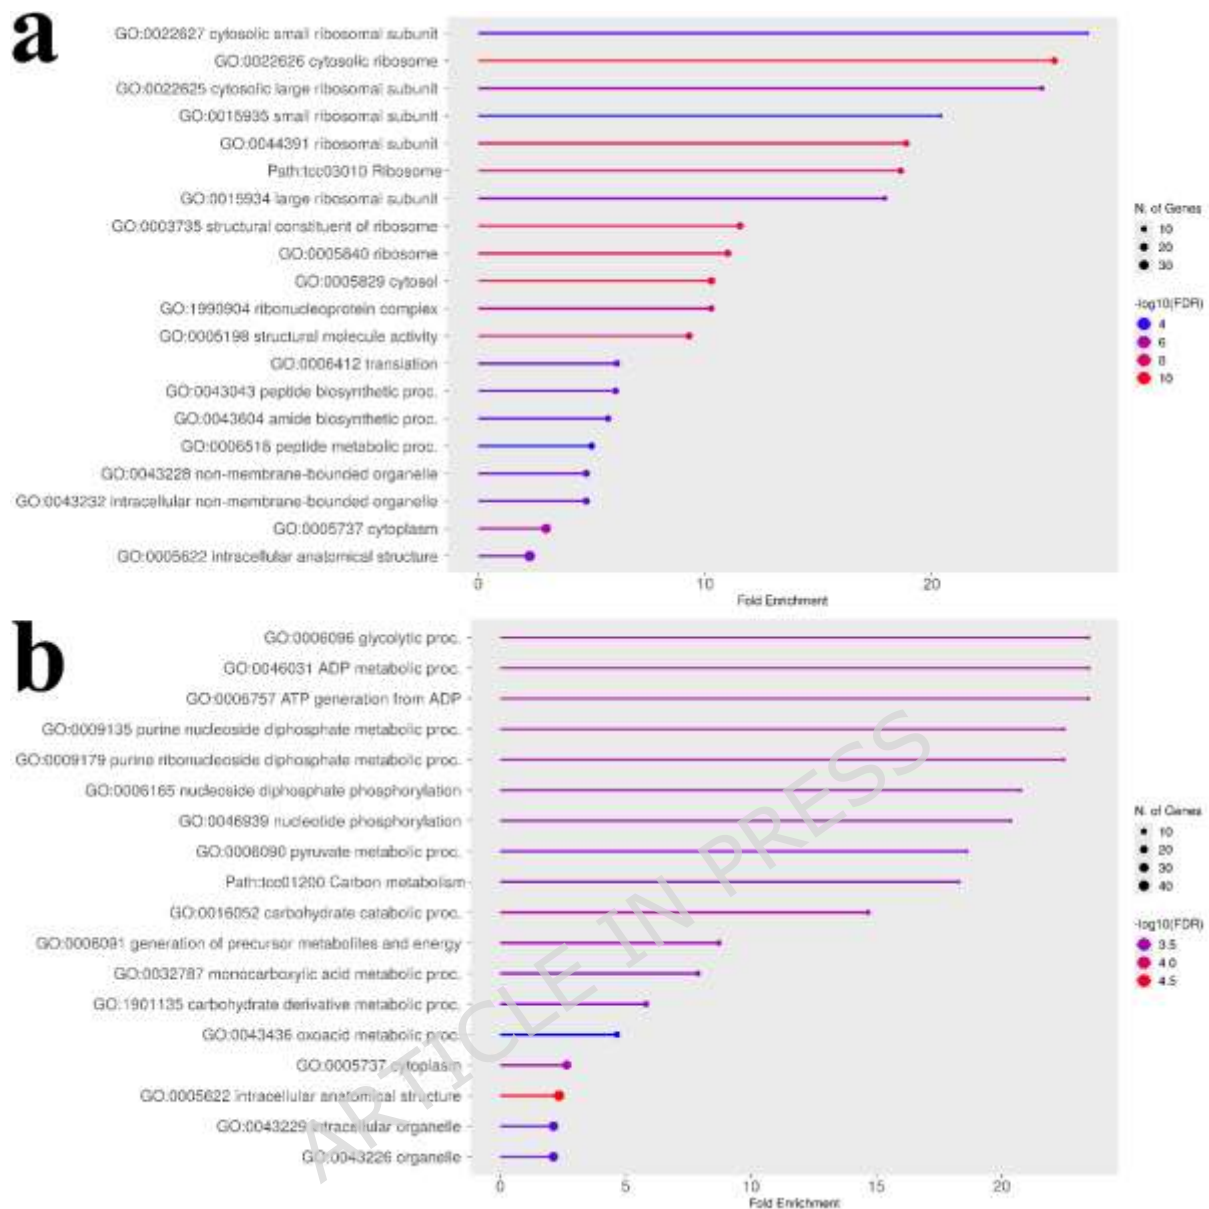 a
GO:0022627 cytosolic small ribosomal subunit
GO:0022626 cytosolic ribosome
GO:0022625 cytosolic large ribosomal subunit
GO:0015935 small ribosomal subunit
GO:0044391 ribosomal subunit
Path:tcc03010 Ribosome
GO:0015934 large ribosomal subunit
GO:0003735 structural constituent of ribosome
GO:0005840 ribosome
GO:0005829 cytosol
GO:1990904 ribonucleoprotein complex
GO:0005198 structural molecule activity
GO:0006412 translation
GO:0043043 peptide biosynthetic proc.
GO:0043604 amide biosynthetic proc.
GO:0006518 peptide metabolic proc.
GO:0043228 non-membrane-bounded organelle
GO:0043232 intracellular non-membrane-bounded organelle
GO:0005737 cytoplasm
GO:0005622 intracellular anatomical structure
0 10 20
Fold Enrichment
N. of Genes
10
20
30
-log10(FDR)
4
6
8
10
b
GO:0006096 glycolytic proc.
GO:0046031 ADP metabolic proc.
GO:0006757 ATP generation from ADP
GO:0009135 purine nucleoside diphosphate metabolic proc.
GO:0009179 purine ribonucleoside diphosphate metabolic proc.
GO:0006165 nucleoside diphosphate phosphorylation
GO:0046939 nucleotide phosphorylation
GO:0006090 pyruvate metabolic proc.
Path:tcc01200 Carbon metabolism
GO:0016052 carbohydrate catabolic proc.
GO:0006091 generation of precursor metabolites and energy
GO:0032787 monocarboxylic acid metabolic proc.
GO:1901135 carbohydrate derivative metabolic proc.
GO:0043436 oxoacid metabolic proc.
GO:0005737 cytoplasm
GO:0005622 intracellular anatomical structure
GO:0043229 intracellular organelle
GO:0043226 organelle
0 5 10 15 20
Fold Enrichment
N. of Genes
10
20
30
40
-log10(FDR)
3.5
4.0
4.5
ARTICLE IN PRESS